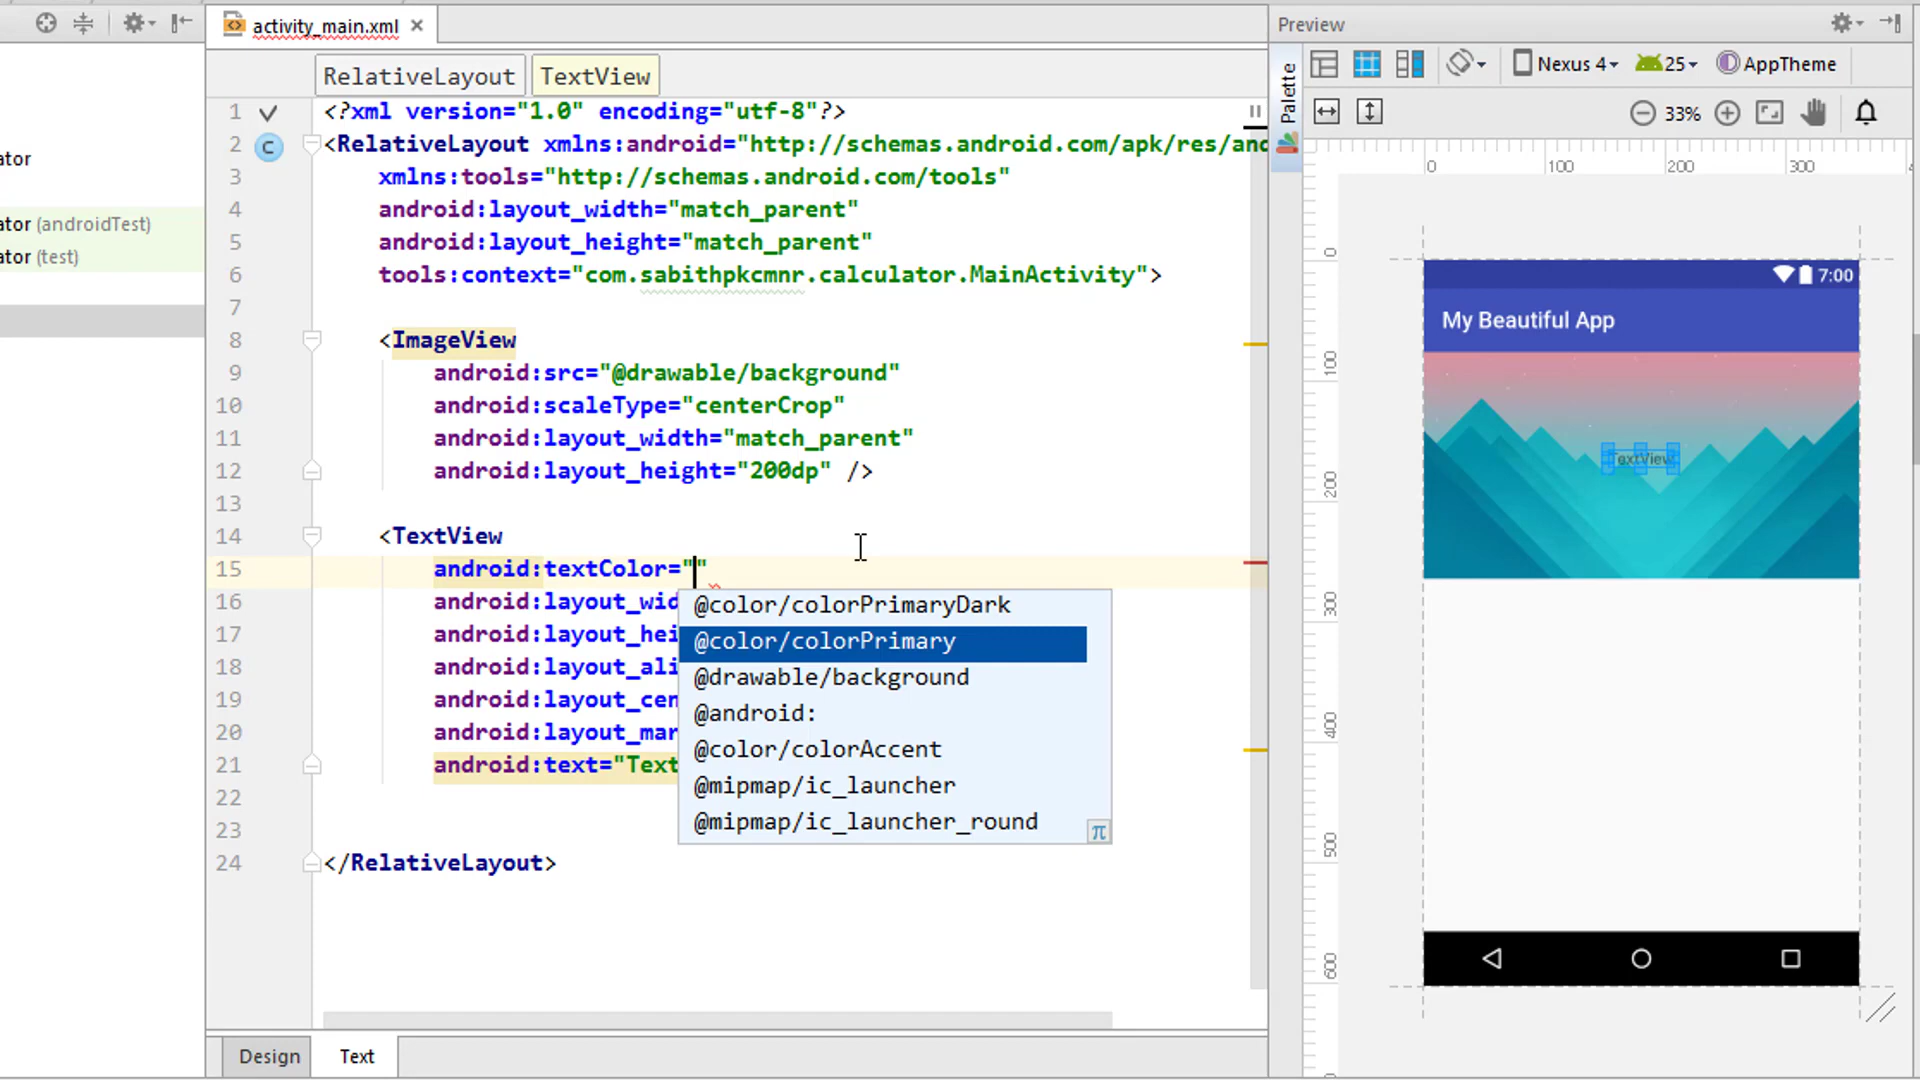 activity_main.xml
Preview
RelativeLayout TextView
Palette
Nexus 4 25 AppTheme
33%
ator
ator (androidTest)
ator (test)
1 <?xml version="1.0" encoding="utf-8"?>
2 C <RelativeLayout xmlns:android="http://schemas.android.com/apk/res/and
3 xmlns:tools="http://schemas.android.com/tools"
4 android:layout_width="match_parent"
5 android:layout_height="match_parent"
6 tools:context="com.sabithpkcmnr.calculator.MainActivity">
7
8 <ImageView
9 android:src="@drawable/background"
10 android:scaleType="centerCrop"
11 android:layout_width="match_parent"
12 android:layout_height="200dp" />
13
14 <TextView
15 android:textColor=""
16 android:layout_wid
17 android:layout_hei
18 android:layout_ali
19 android:layout_cen
20 android:layout_mar
21 android:text="Text
22
23
24 </RelativeLayout>
@color/colorPrimaryDark
@color/colorPrimary
@drawable/background
@android:
@color/colorAccent
@mipmap/ic_launcher
@mipmap/ic_launcher_round
π
Design Text
0 100 200 300
0
100
200
300
400
500
600
7:00
My Beautiful App
TextView